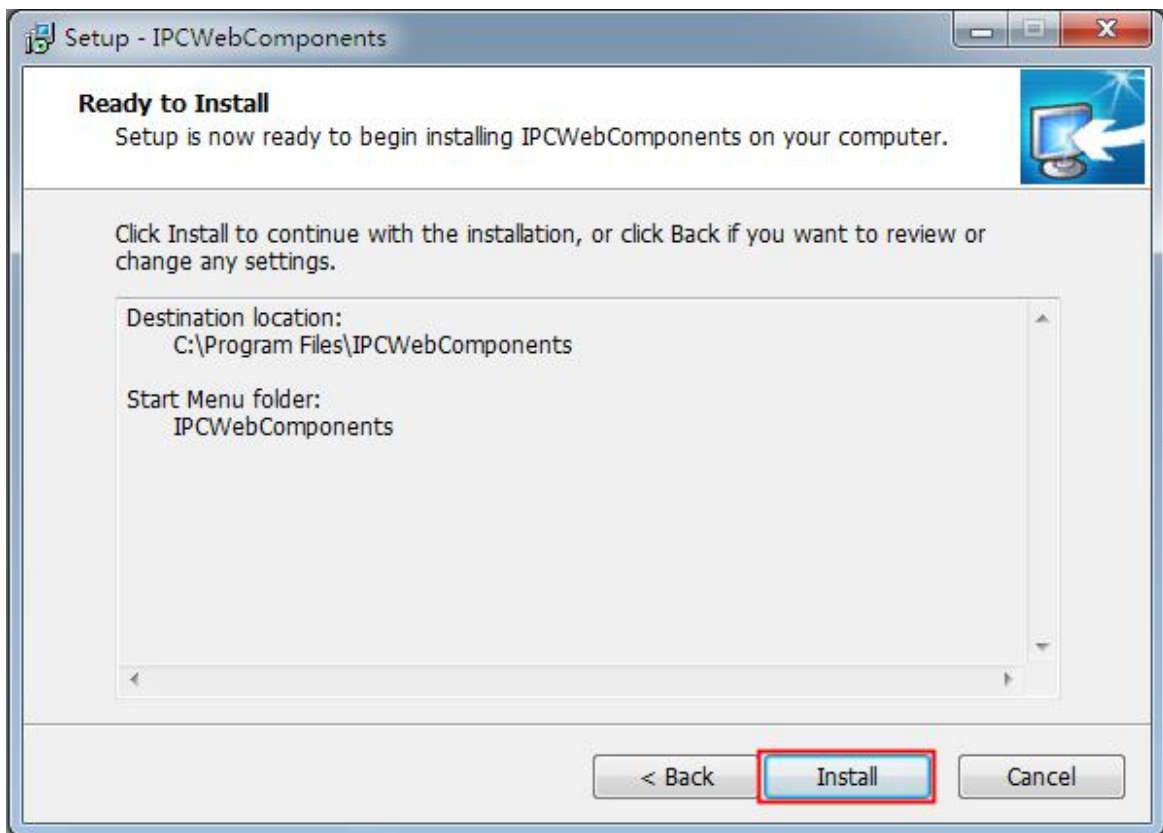 Setup - IPCWebComponents
Ready to Install
Setup is now ready to begin installing IPCWebComponents on your computer.
Click Install to continue with the installation, or click Back if you want to review or
change any settings.
Destination location:
C:\Program Files\IPCWebComponents
Start Menu folder:
IPCWebComponents
< Back
Install
Cancel